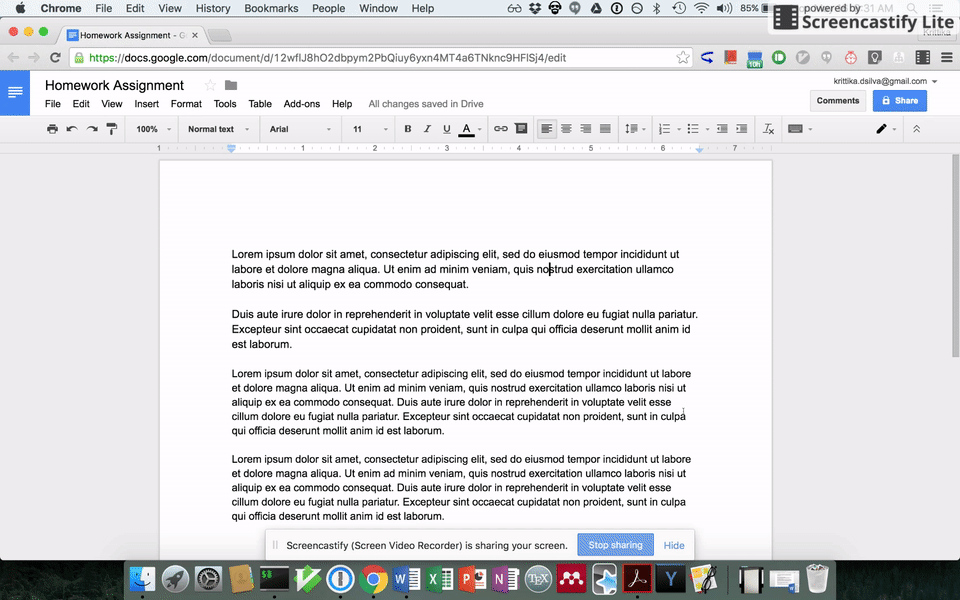 Chrome File Edit View History Bookmarks People Window Help 85% 31 AM
powered by
Screencastify Lite
Homework Assignment - G
https://docs.google.com/document/d/12wflJ8hO2dbpym2PbQiuy6yxn4MT4a6TNknc9HFlSj4/edit
10h
Homework Assignment
krittika.dsilva@gmail.com
File Edit View Insert Format Tools Table Add-ons Help All changes saved in Drive
Comments Share
100% Normal text Arial 11 B I U A
1 1 2 3 4 5 6 7
Lorem ipsum dolor sit amet, consectetur adipiscing elit, sed do eiusmod tempor incididunt ut
labore et dolore magna aliqua. Ut enim ad minim veniam, quis nostrud exercitation ullamco
laboris nisi ut aliquip ex ea commodo consequat.
Duis aute irure dolor in reprehenderit in voluptate velit esse cillum dolore eu fugiat nulla pariatur.
Excepteur sint occaecat cupidatat non proident, sunt in culpa qui officia deserunt mollit anim id
est laborum.
Lorem ipsum dolor sit amet, consectetur adipiscing elit, sed do eiusmod tempor incididunt ut labore
et dolore magna aliqua. Ut enim ad minim veniam, quis nostrud exercitation ullamco laboris nisi ut
aliquip ex ea commodo consequat. Duis aute irure dolor in reprehenderit in voluptate velit esse
cillum dolore eu fugiat nulla pariatur. Excepteur sint occaecat cupidatat non proident, sunt in culpa
qui officia deserunt mollit anim id est laborum.
Lorem ipsum dolor sit amet, consectetur adipiscing elit, sed do eiusmod tempor incididunt ut labore
et dolore magna aliqua. Ut enim ad minim veniam, quis nostrud exercitation ullamco laboris nisi ut
aliquip ex ea commodo consequat. Duis aute irure dolor in reprehenderit in voluptate velit esse
cillum dolore eu fugiat nulla pariatur. Excepteur sint occaecat cupidatat non proident, sunt in culpa
qui officia deserunt mollit anim id est laborum.
Screencastify (Screen Video Recorder) is sharing your screen. Stop sharing Hide